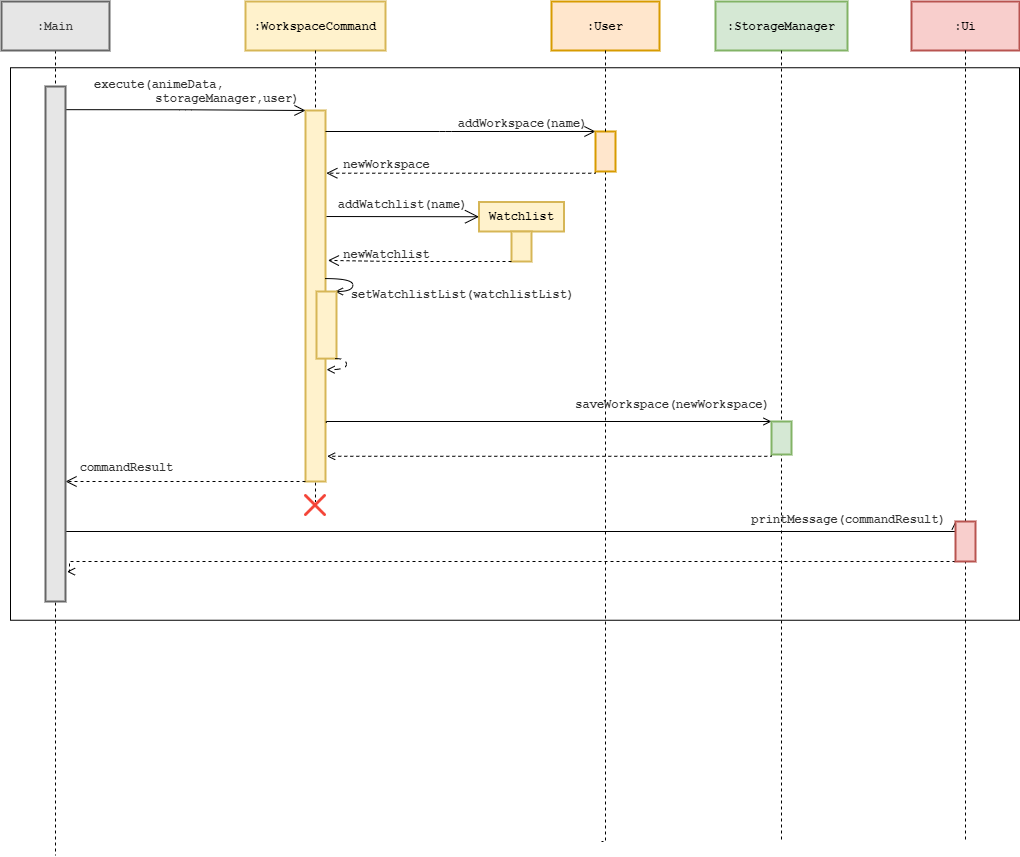 :Main
:WorkspaceCommand
:User
:StorageManager
:Ui
execute(animeData,
storageManager,user)
addWorkspace(name)
newWorkspace
addWatchlist(name)
Watchlist
newWatchlist
setWatchlistList(watchlistList)
saveWorkspace(newWorkspace)
commandResult
printMessage(commandResult)